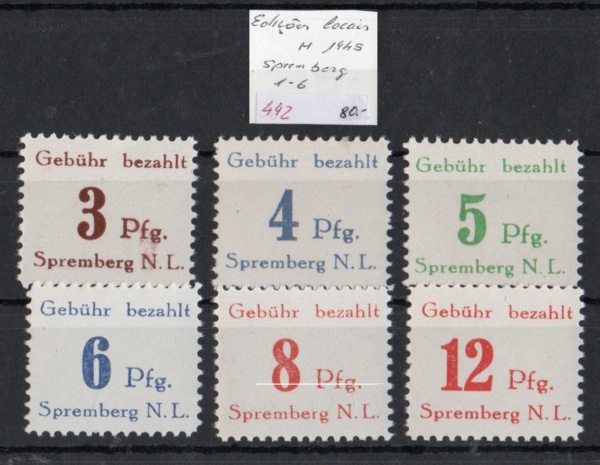 Edições locais
M 1945
Spremberg
1-6
442 80.-
Gebühr bezahlt
3 Pfg.
Spremberg N.L.
Gebühr bezahlt
4 Pfg.
Spremberg N.L.
Gebühr bezahlt
5 Pfg.
Spremberg N.L.
Gebühr bezahlt
6 Pfg.
Spremberg N.L.
Gebühr bezahlt
8 Pfg.
Spremberg N.L.
Gebühr bezahlt
12 Pfg.
Spremberg N.L.